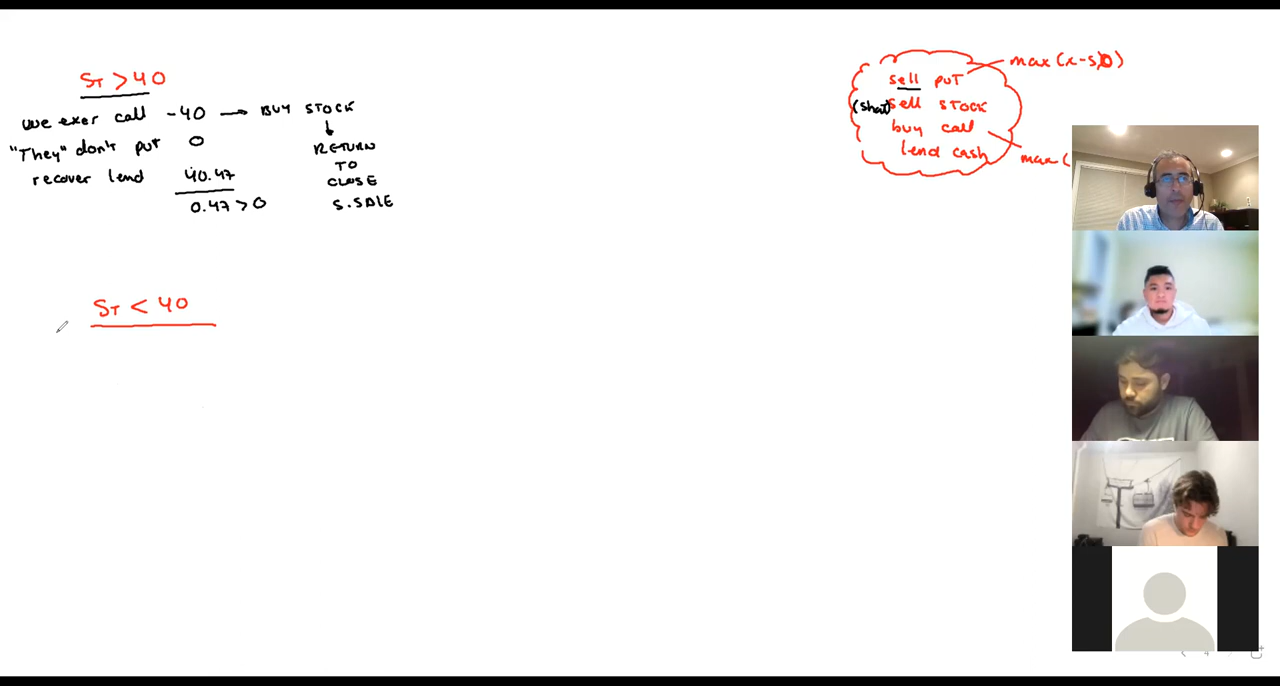 ST > 40
We exer call -40 → BUY STOCK
"They" don't put 0
recover lend 40.47
0.47 > 0
RETURN
TO
CLOSE
S.SALE
ST < 40
sell put
max (x-s,0)
(short) sell stock
buy call
max (
lend cash